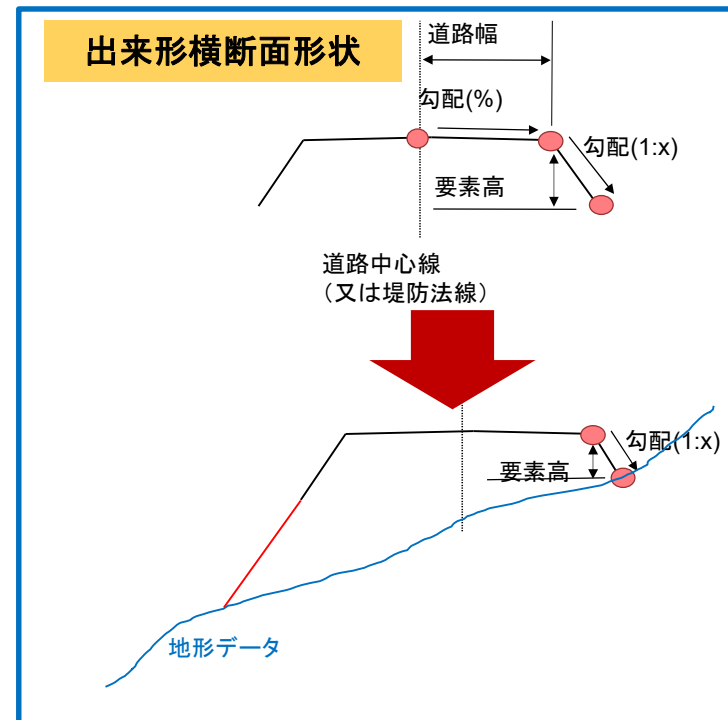 出来形横断面形状
道路幅
勾配(%)
勾配(1:x)
要素高
道路中心線
（又は堤防法線）
勾配(1:x)
要素高
地形データ